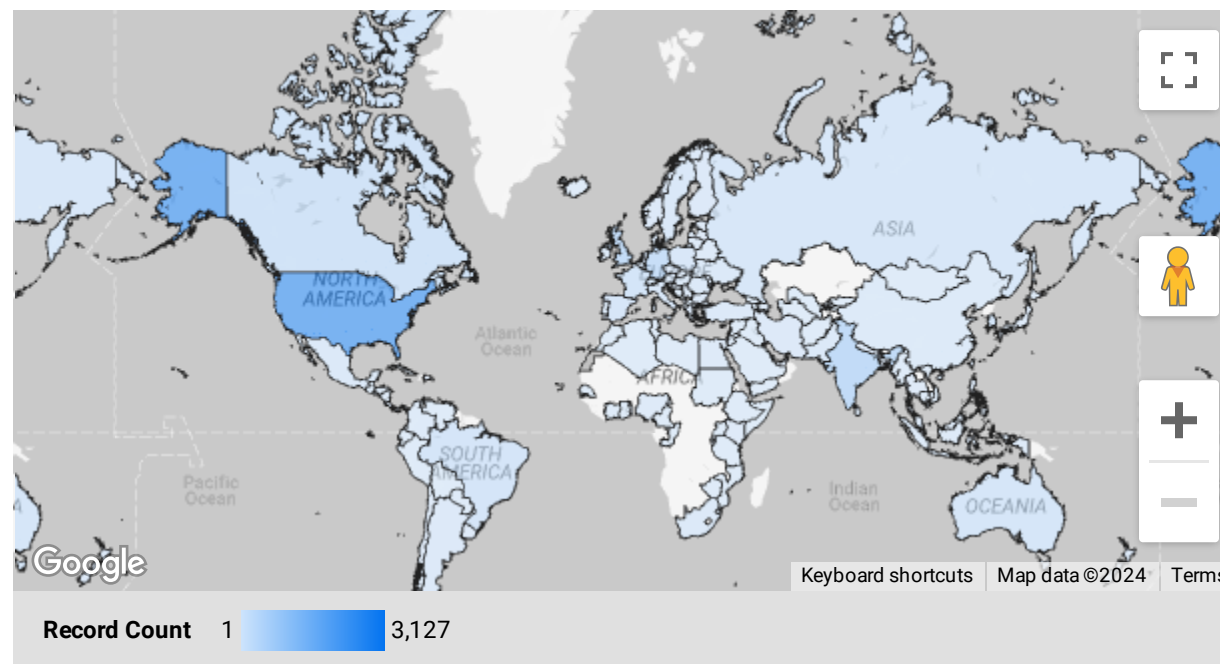 ASIA
NORTH
AMERICA
EUROPE
Atlantic
Ocean
AFRICA
SOUTH
AMERICA
Pacific
Ocean
Indian
Ocean
OCEANIA
A
Google
Keyboard shortcuts
Map data ©2024
Terms
Record Count 1 3,127